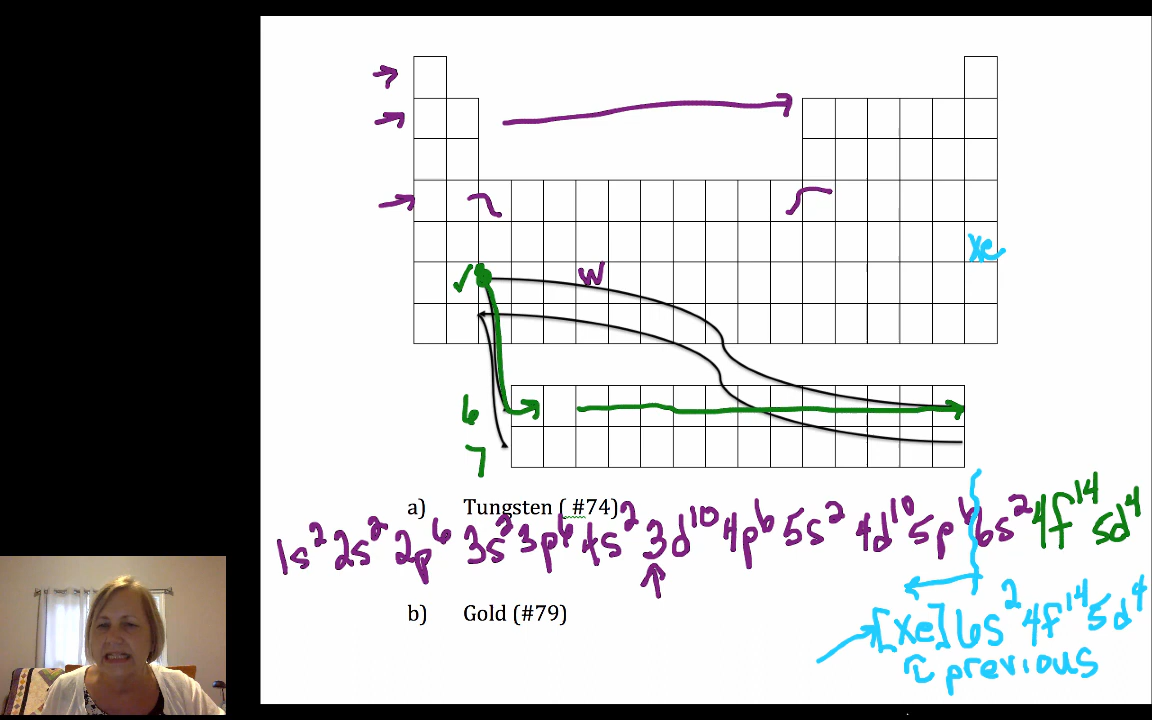 Xe
W
6
7
a) Tungsten ( #74)
1s² 2s² 2p⁶ 3s² 3p⁶ 4s² 3d¹⁰ 4p⁶ 5s² 4d¹⁰ 5p⁶ 6s² 4f¹⁴ 5d⁴
b) Gold (#79)
[Xe] 6s² 4f¹⁴ 5d⁴
previous